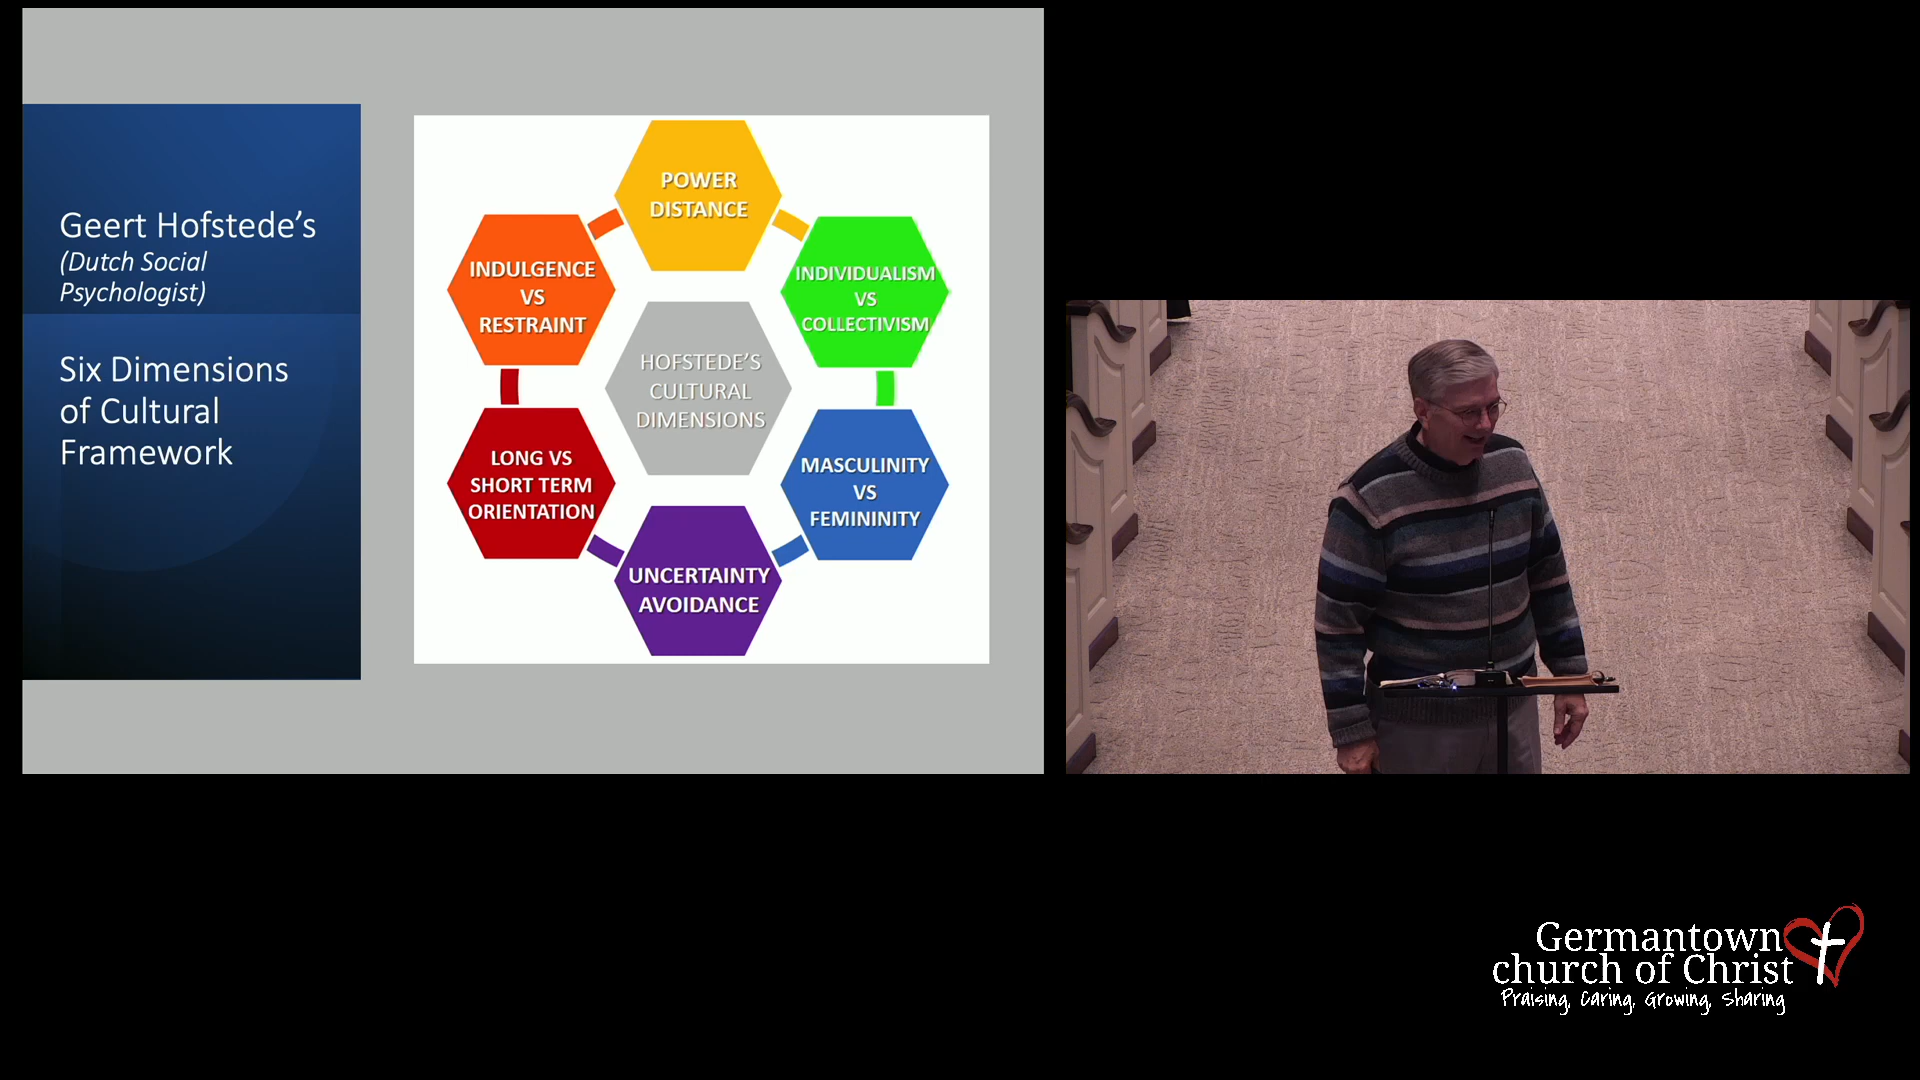 Geert Hofstede’s
(Dutch Social
Psychologist)
Six Dimensions
of Cultural
Framework
POWER
DISTANCE
INDIVIDUALISM
VS
COLLECTIVISM
MASCULINITY
VS
FEMININITY
UNCERTAINTY
AVOIDANCE
LONG VS
SHORT TERM
ORIENTATION
INDULGENCE
VS
RESTRAINT
HOFSTEDE’S
CULTURAL
DIMENSIONS
Germantown
church of Christ
Praising, Caring, Growing, Sharing